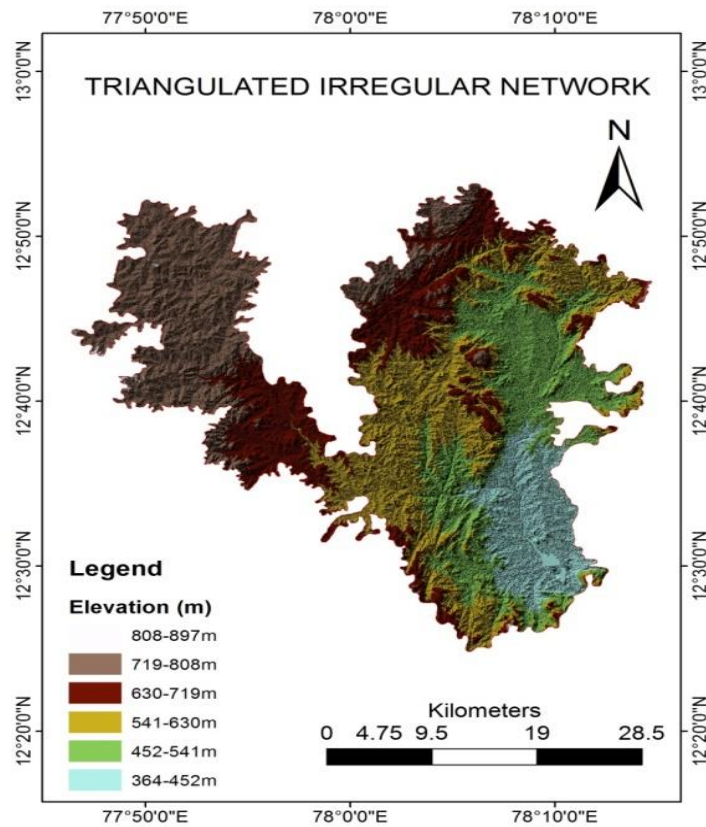 77°50'0"E 78°0'0"E 78°10'0"E
13°0'0"N 13°0'0"N
TRIANGULATED IRREGULAR NETWORK
N
12°50'0"N 12°50'0"N
12°40'0"N 12°40'0"N
12°30'0"N 12°30'0"N
Legend
Elevation (m)
808-897m
719-808m
630-719m
541-630m
452-541m
364-452m
Kilometers
0 4.75 9.5 19 28.5
12°20'0"N 12°20'0"N
77°50'0"E 78°0'0"E 78°10'0"E